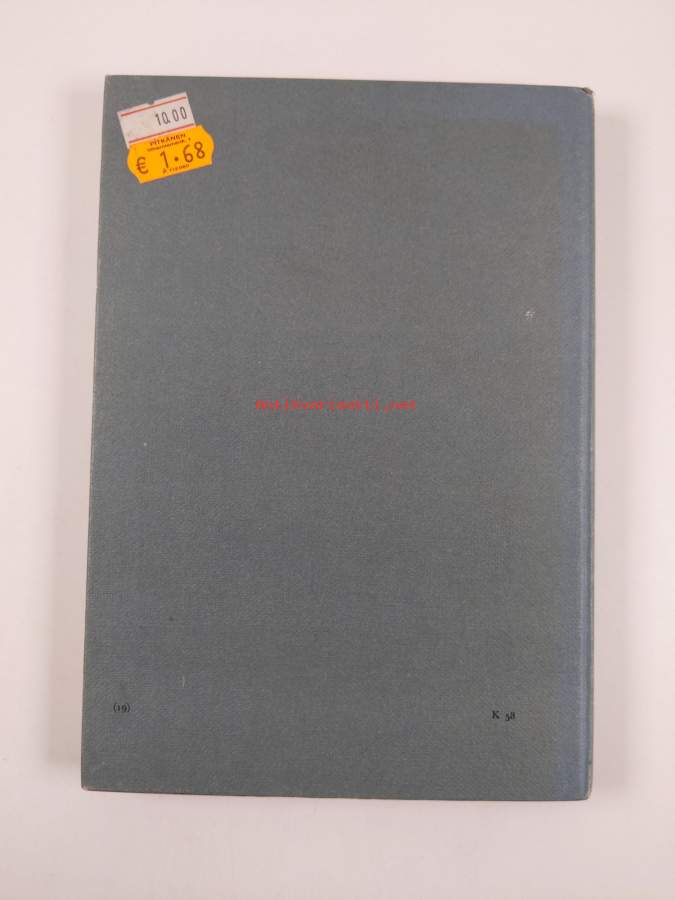 10.00
PITKÄNEN
€ 1.68
antikvariaatti.net
(19)
K 58